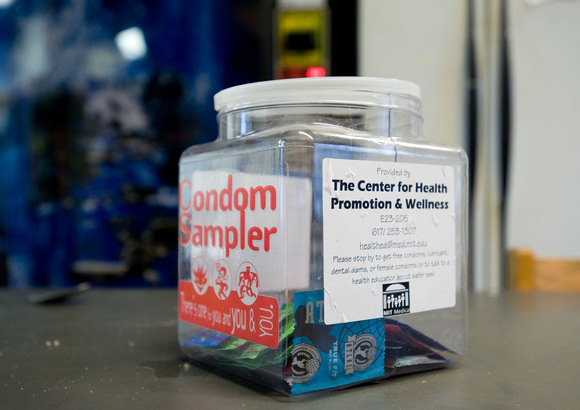 Condom
Sampler
There's one for you and you & you
Provided by
The Center for Health
Promotion & Wellness
E23-205
617/ 253-1307
healthed@med.mit.edu
Please stop by to get free condoms, lubricant,
dental dams, or female condoms or to talk to a
health educator about safer sex!
MIT Medical